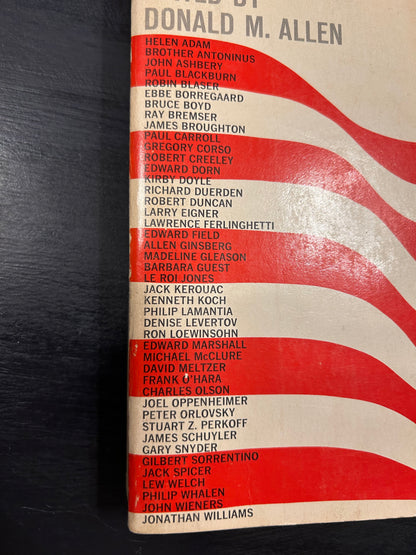 DONALD M. ALLEN
HELEN ADAM
BROTHER ANTONINUS
JOHN ASHBERY
PAUL BLACKBURN
ROBIN BLASER
EBBE BORREGAARD
BRUCE BOYD
RAY BREMSER
JAMES BROUGHTON
PAUL CARROLL
GREGORY CORSO
ROBERT CREELEY
EDWARD DORN
KIRBY DOYLE
RICHARD DUERDEN
ROBERT DUNCAN
LARRY EIGNER
LAWRENCE FERLINGHETTI
EDWARD FIELD
ALLEN GINSBERG
MADELINE GLEASON
BARBARA GUEST
LE ROI JONES
JACK KEROUAC
KENNETH KOCH
PHILIP LAMANTIA
DENISE LEVERTOV
RON LOEWINSOHN
EDWARD MARSHALL
MICHAEL McCLURE
DAVID MELTZER
FRANK O'HARA
CHARLES OLSON
JOEL OPPENHEIMER
PETER ORLOVSKY
STUART Z. PERKOFF
JAMES SCHUYLER
GARY SNYDER
GILBERT SORRENTINO
JACK SPICER
LEW WELCH
PHILIP WHALEN
JOHN WIENERS
JONATHAN WILLIAMS